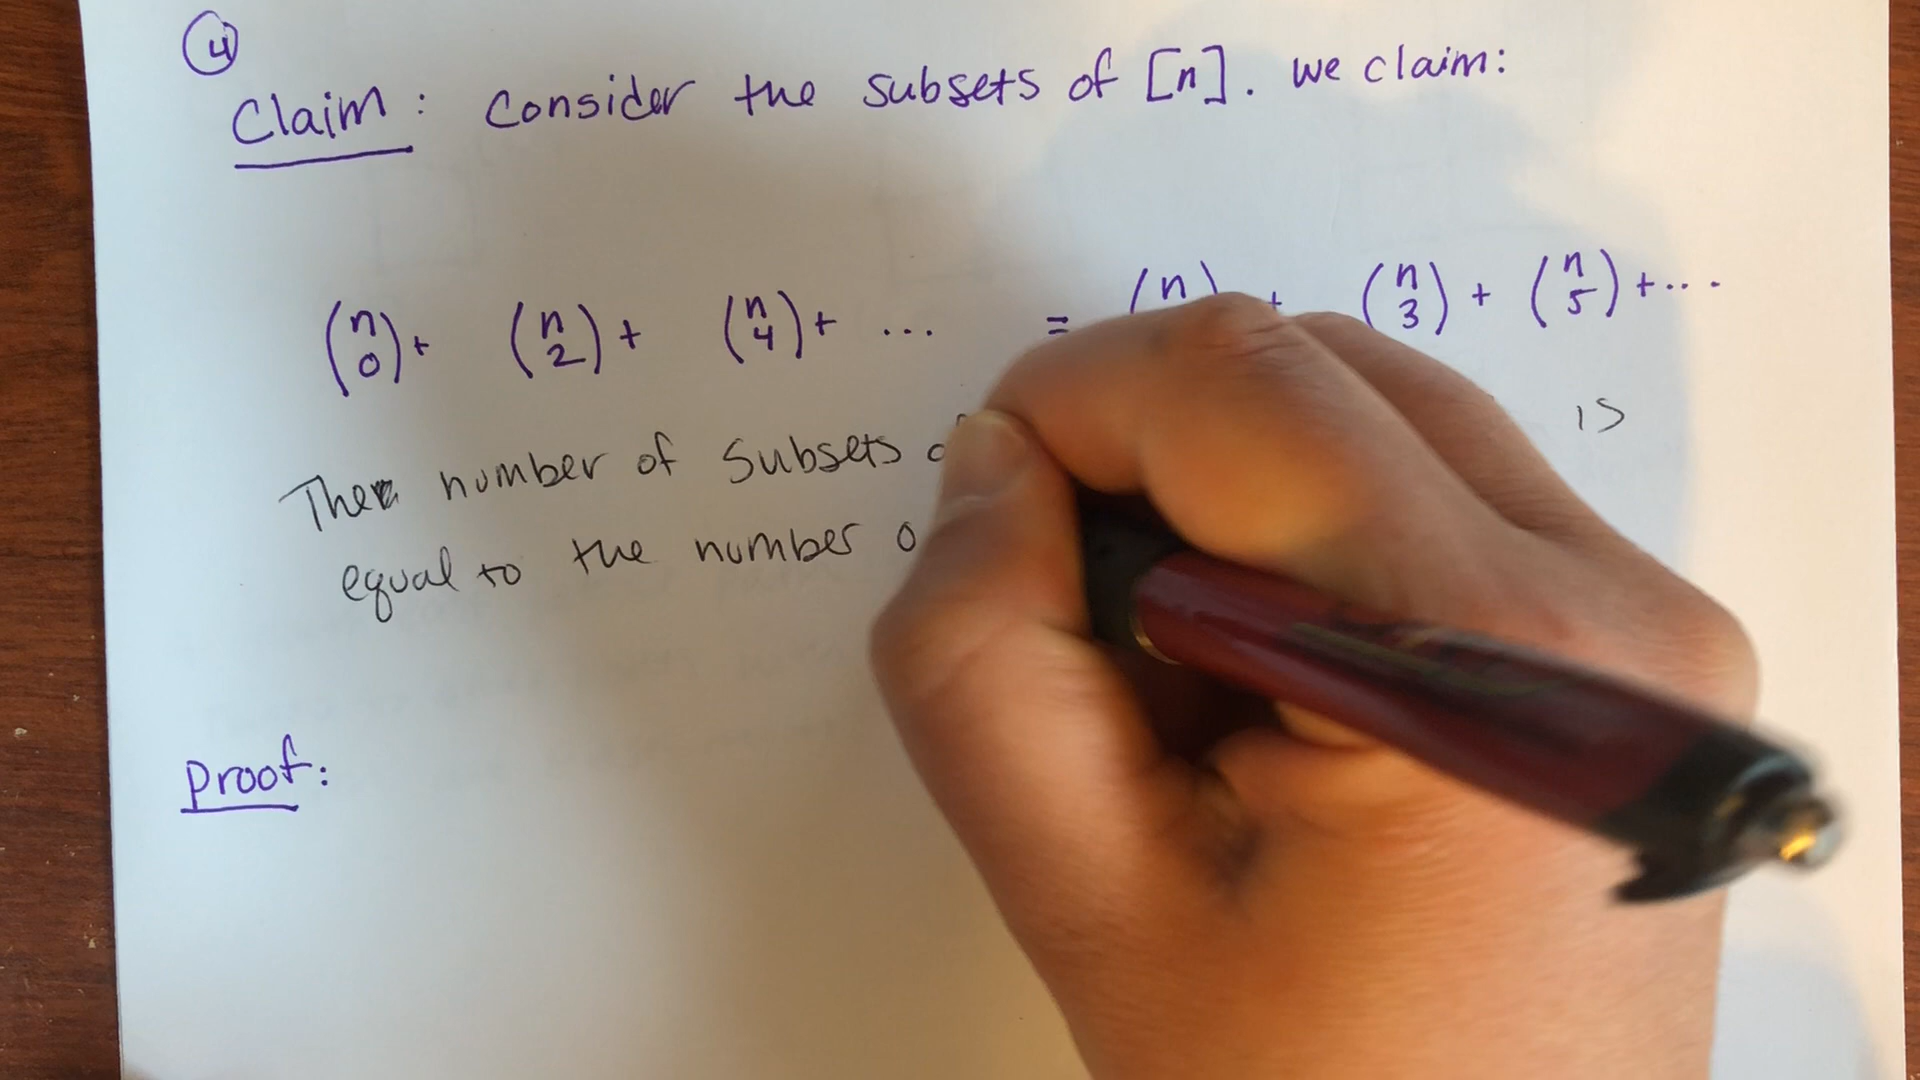 4
Claim: Consider the subsets of [n]. we claim:
(n 0) + (n 2) + (n 4) + ... = (n ) + (n 3) + (n 5) + ...
The number of subsets is
equal to the number
Proof: